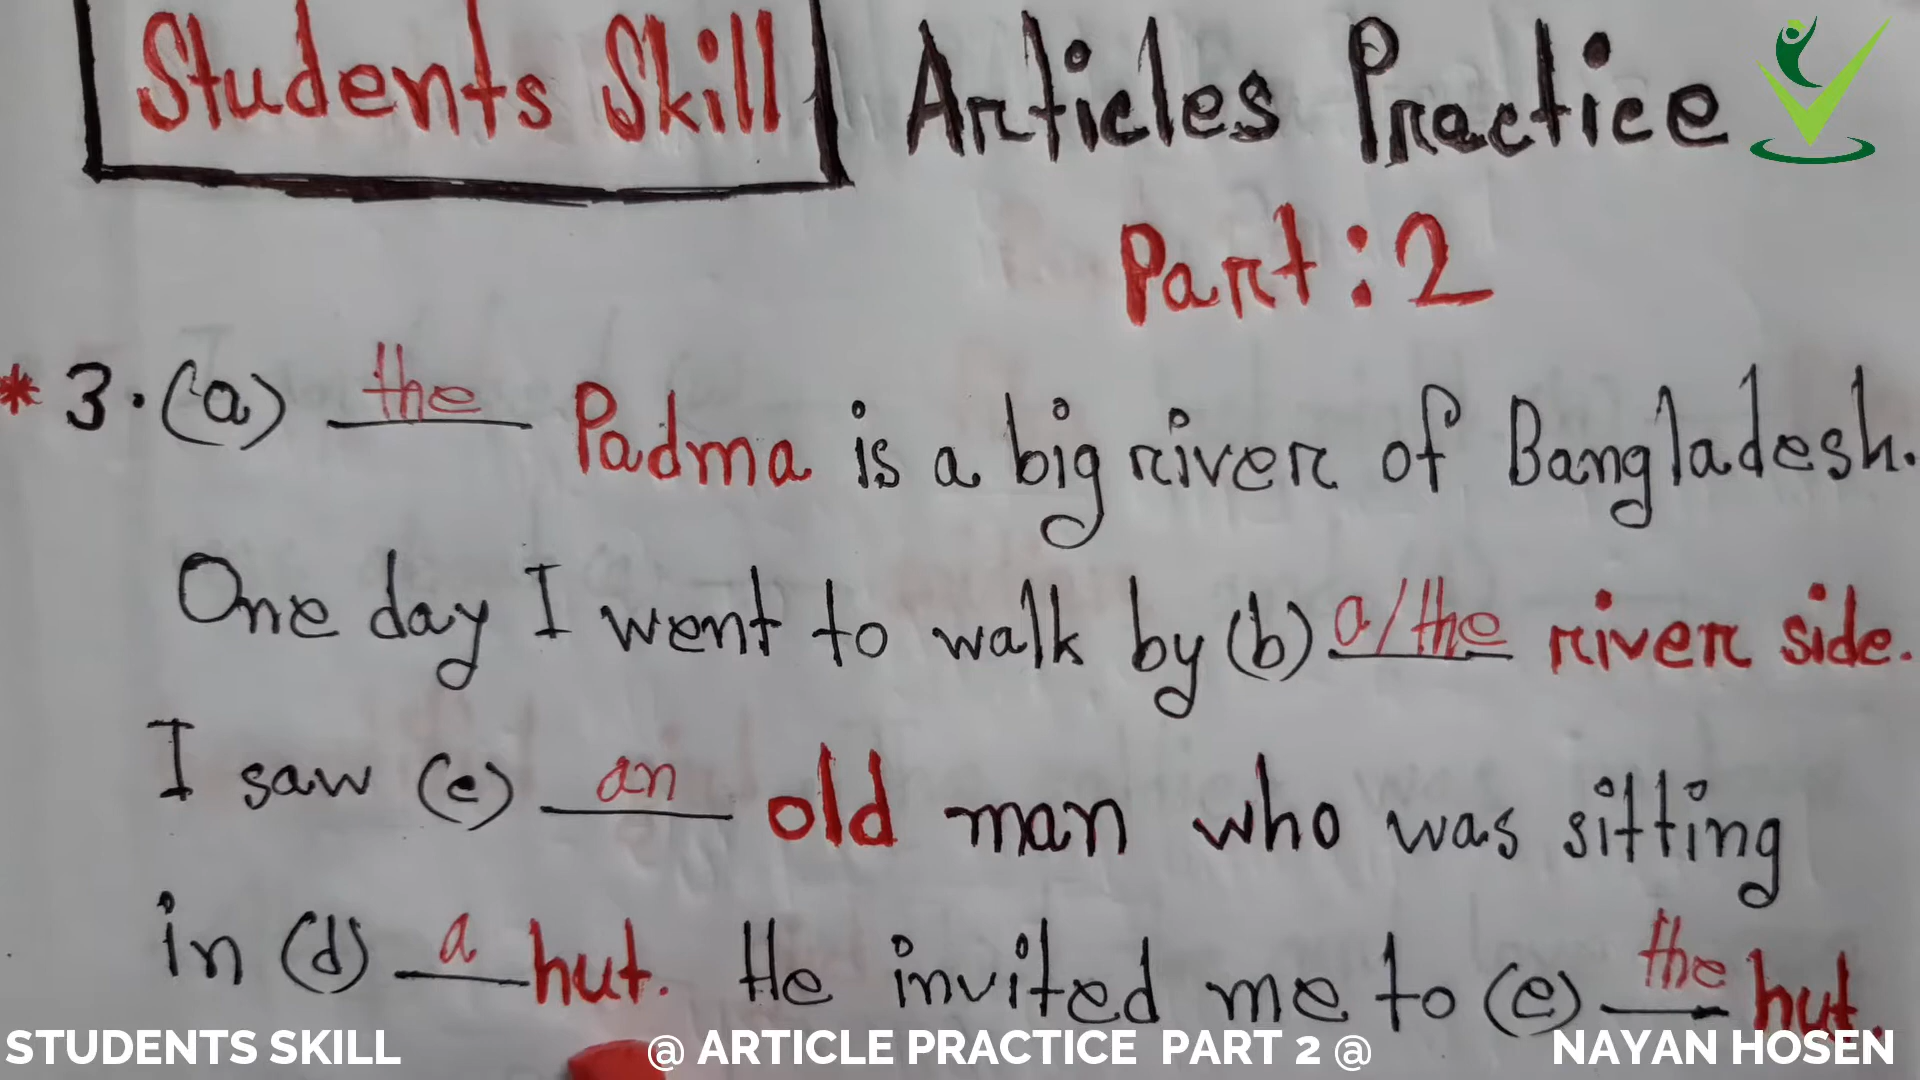 Students Skill Articles Practice
Part : 2
* 3. (a) the Padma is a big river of Bangladesh.
One day I went to walk by (b) a/the river side.
I saw (c) an old man who was sitting
in (d) a hut. He invited me to (e) the hut.
STUDENTS SKILL @ ARTICLE PRACTICE PART 2 @ NAYAN HOSEN